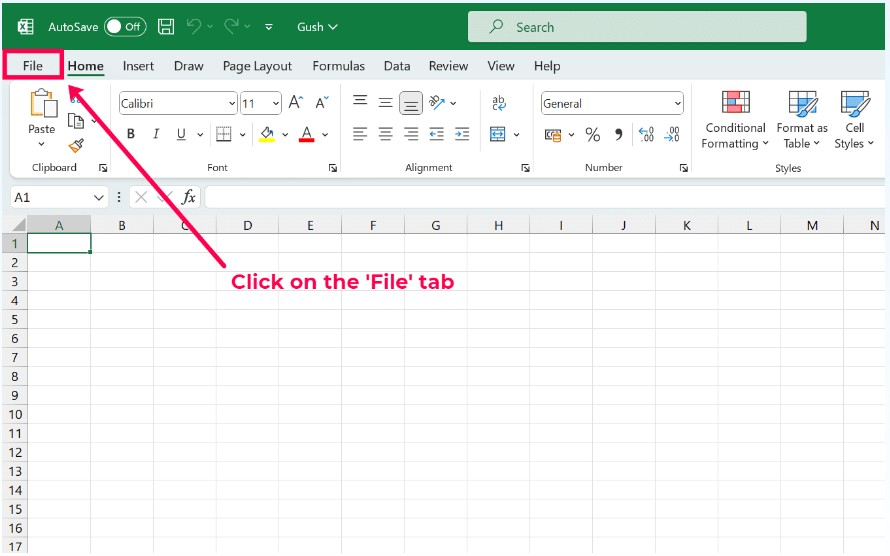 AutoSave Off Gush Search
File Home Insert Draw Page Layout Formulas Data Review View Help
Calibri 11 A A ab General
Paste B I U A % Conditional Format as Cell
Formatting Table Styles
Clipboard Font Alignment Number Styles
A1 fx
A B C D E F G H I J K L M N
1
2
3
Click on the 'File' tab
4
5
6
7
8
9
10
11
12
13
14
15
16
17